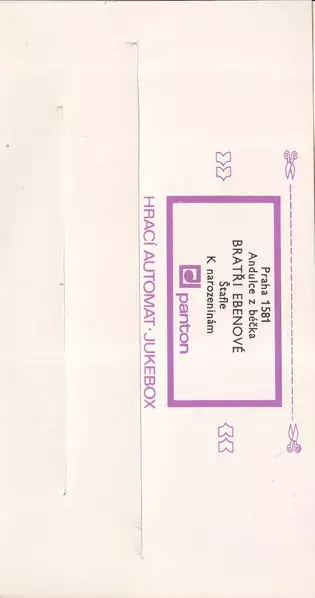 Praha 1581
Andulce z béčka
BRATŘI EBENOVÉ
Štafle
K narozeninám
panton
HRACÍ AUTOMAT · JUKEBOX